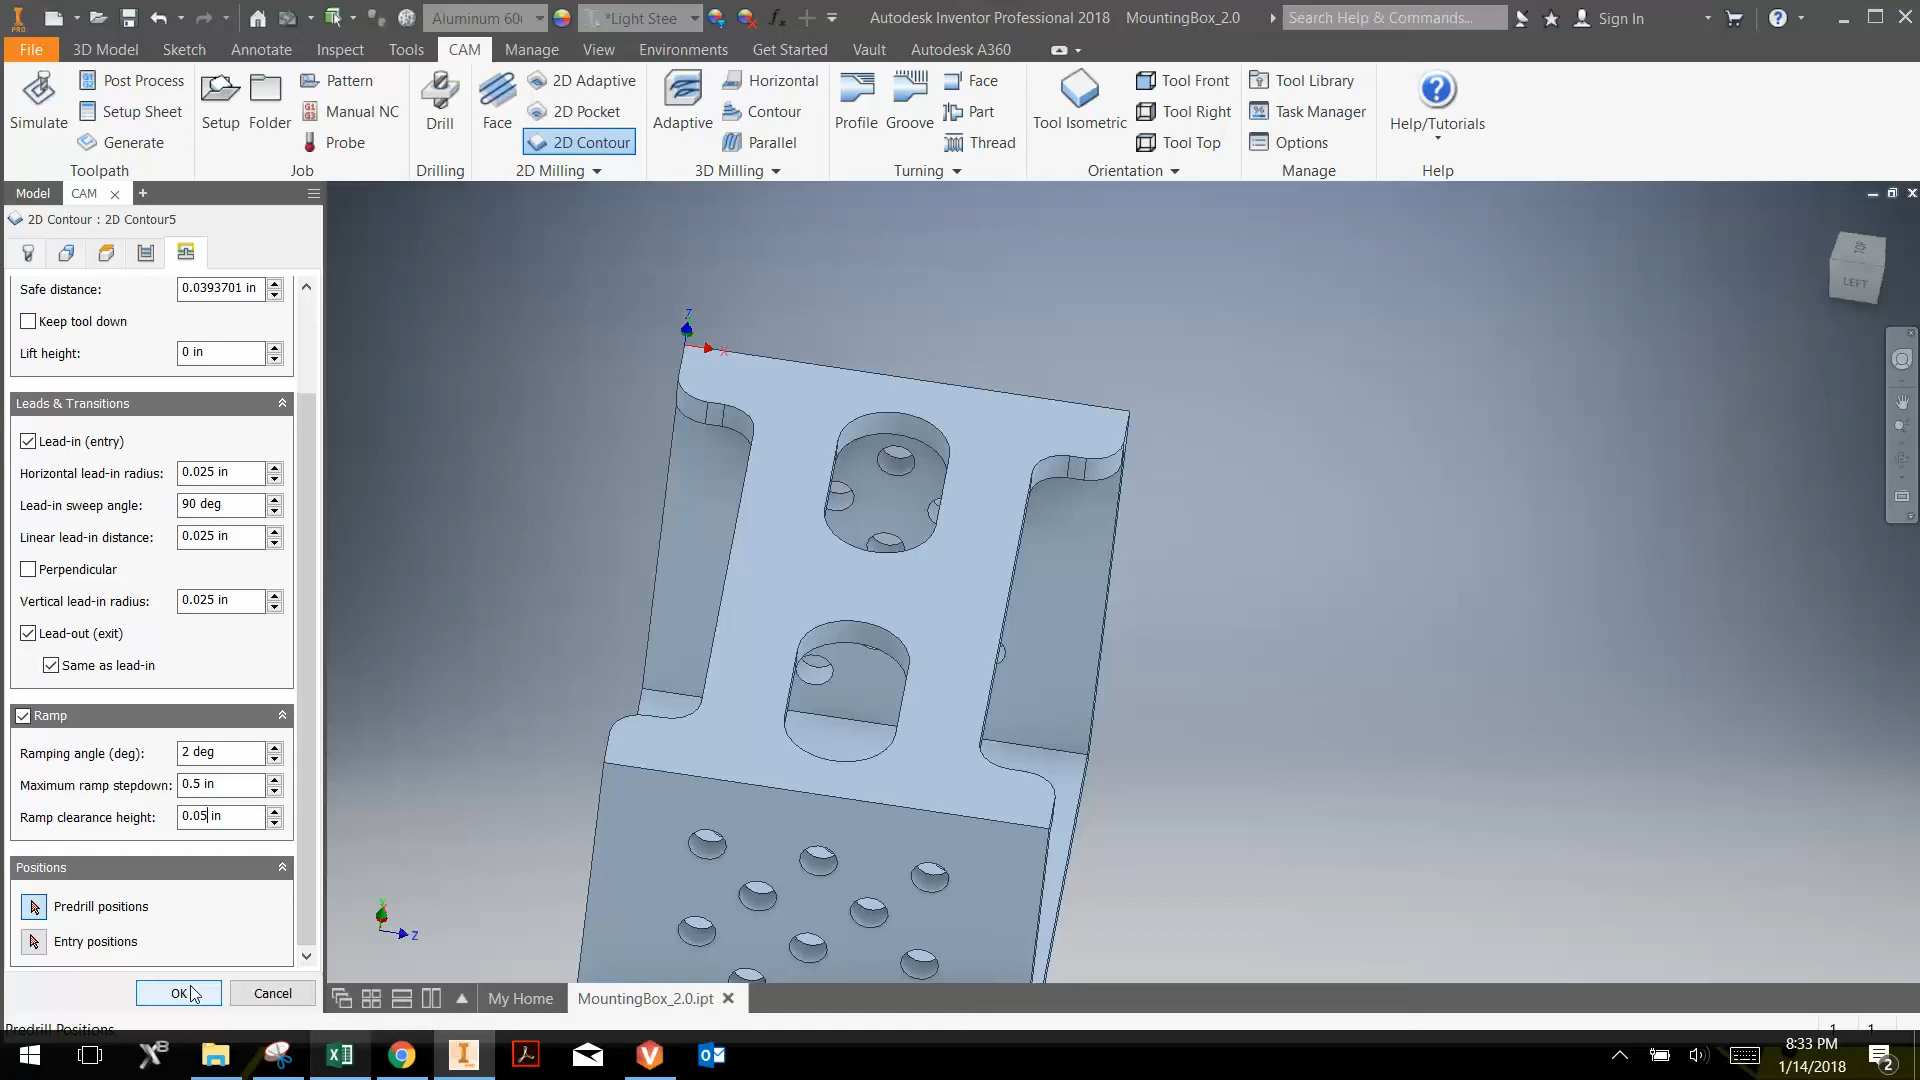 PRO
Aluminum 60
*Light Stee
Autodesk Inventor Professional 2018 MountingBox_2.0
Search Help & Commands...
Sign In
File
3D Model
Sketch
Annotate
Inspect
Tools
CAM
Manage
View
Environments
Get Started
Vault
Autodesk A360
Simulate
Post Process
Setup Sheet
Generate
Toolpath
Setup
Folder
Pattern
Manual NC
Probe
Job
Drill
Drilling
Face
2D Adaptive
2D Pocket
2D Contour
2D Milling
Adaptive
Horizontal
Contour
Parallel
3D Milling
Profile
Groove
Face
Part
Thread
Turning
Tool Isometric
Tool Front
Tool Right
Tool Top
Orientation
Tool Library
Task Manager
Options
Manage
Help/Tutorials
Help
Model
CAM
2D Contour : 2D Contour5
Safe distance: 0.0393701 in
Keep tool down
Lift height: 0 in
Leads & Transitions
Lead-in (entry)
Horizontal lead-in radius: 0.025 in
Lead-in sweep angle: 90 deg
Linear lead-in distance: 0.025 in
Perpendicular
Vertical lead-in radius: 0.025 in
Lead-out (exit)
Same as lead-in
Ramp
Ramping angle (deg): 2 deg
Maximum ramp stepdown: 0.5 in
Ramp clearance height: 0.05 in
Positions
Predrill positions
Entry positions
OK
Cancel
Z
X
LEFT
Z
My Home
MountingBox_2.0.ipt
Predrill Positions
1 1
8:33 PM
1/14/2018
2